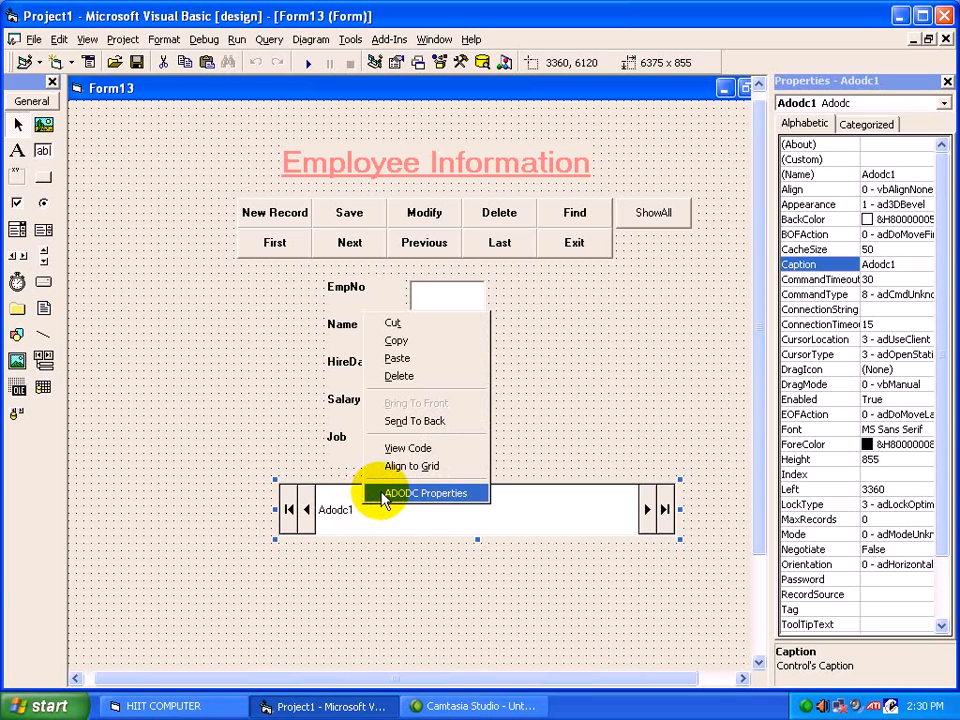 Project1 - Microsoft Visual Basic [design] - [Form13 (Form)]
File Edit View Project Format Debug Run Query Diagram Tools Add-Ins Window Help
3360, 6120 6375 x 855
General
Form13
Employee Information
New Record Save Modify Delete Find ShowAll
First Next Previous Last Exit
EmpNo
Name
HireDa
Salary
Job
Cut
Copy
Paste
Delete
Bring To Front
Send To Back
View Code
Align to Grid
ADODC Properties
Adodc1
Properties - Adodc1
Adodc1 Adodc
Alphabetic Categorized
(About)
(Custom)
(Name) Adodc1
Align 0 - vbAlignNone
Appearance 1 - ad3DBevel
BackColor &H80000005
BOFAction 0 - adDoMoveFi
CacheSize 50
Caption Adodc1
CommandTimeout 30
CommandType 8 - adCmdUnkno
ConnectionString
ConnectionTimeou 15
CursorLocation 3 - adUseClient
CursorType 3 - adOpenStati
DragIcon (None)
DragMode 0 - vbManual
Enabled True
EOFAction 0 - adDoMoveLa
Font MS Sans Serif
ForeColor &H80000008
Height 855
Index
Left 3360
LockType 3 - adLockOptim
MaxRecords 0
Mode 0 - adModeUnkn
Negotiate False
Orientation 0 - adHorizontal
Password
RecordSource
Tag
ToolTipText
Caption
Control's Caption
start HIIT COMPUTER Project1 - Microsoft V... Camtasia Studio - Unt... 2:30 PM